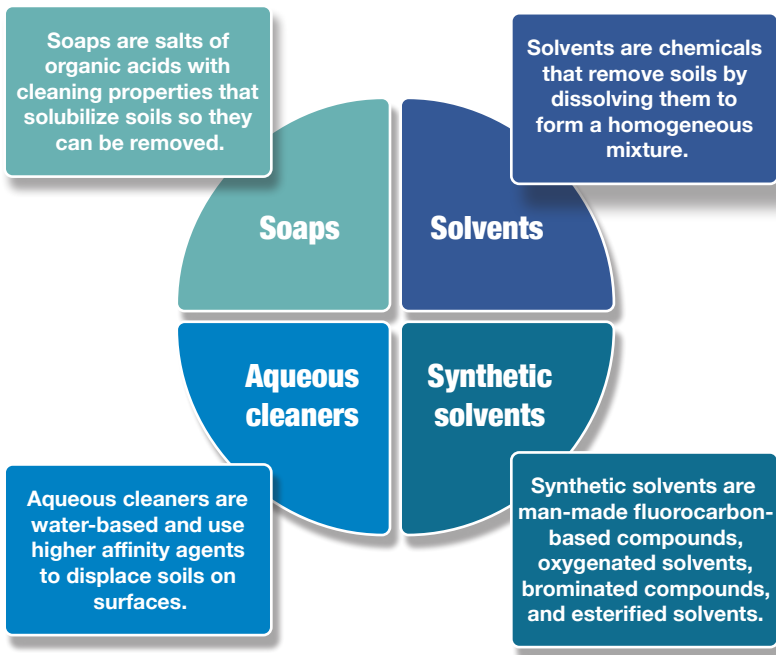 Soaps are salts of
organic acids with
cleaning properties that
solubilize soils so they
can be removed.
Solvents are chemicals
that remove soils by
dissolving them to
form a homogeneous
mixture.
Soaps
Solvents
Aqueous
cleaners
Synthetic
solvents
Aqueous cleaners are
water-based and use
higher affinity agents
to displace soils on
surfaces.
Synthetic solvents are
man-made fluorocarbon-
based compounds,
oxygenated solvents,
brominated compounds,
and esterified solvents.